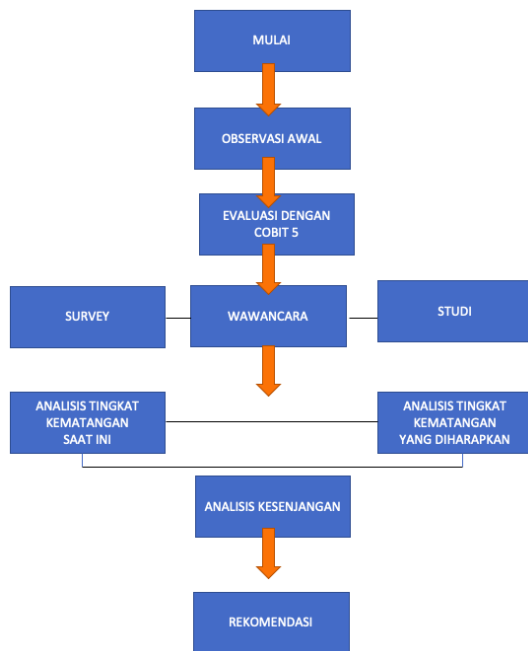 MULAI
OBSERVASI AWAL
EVALUASI DENGAN
COBIT 5
SURVEY
WAWANCARA
STUDI
ANALISIS TINGKAT
KEMATANGAN
SAAT INI
ANALISIS TINGKAT
KEMATANGAN
YANG DIHARAPKAN
ANALISIS KESENJANGAN
REKOMENDASI